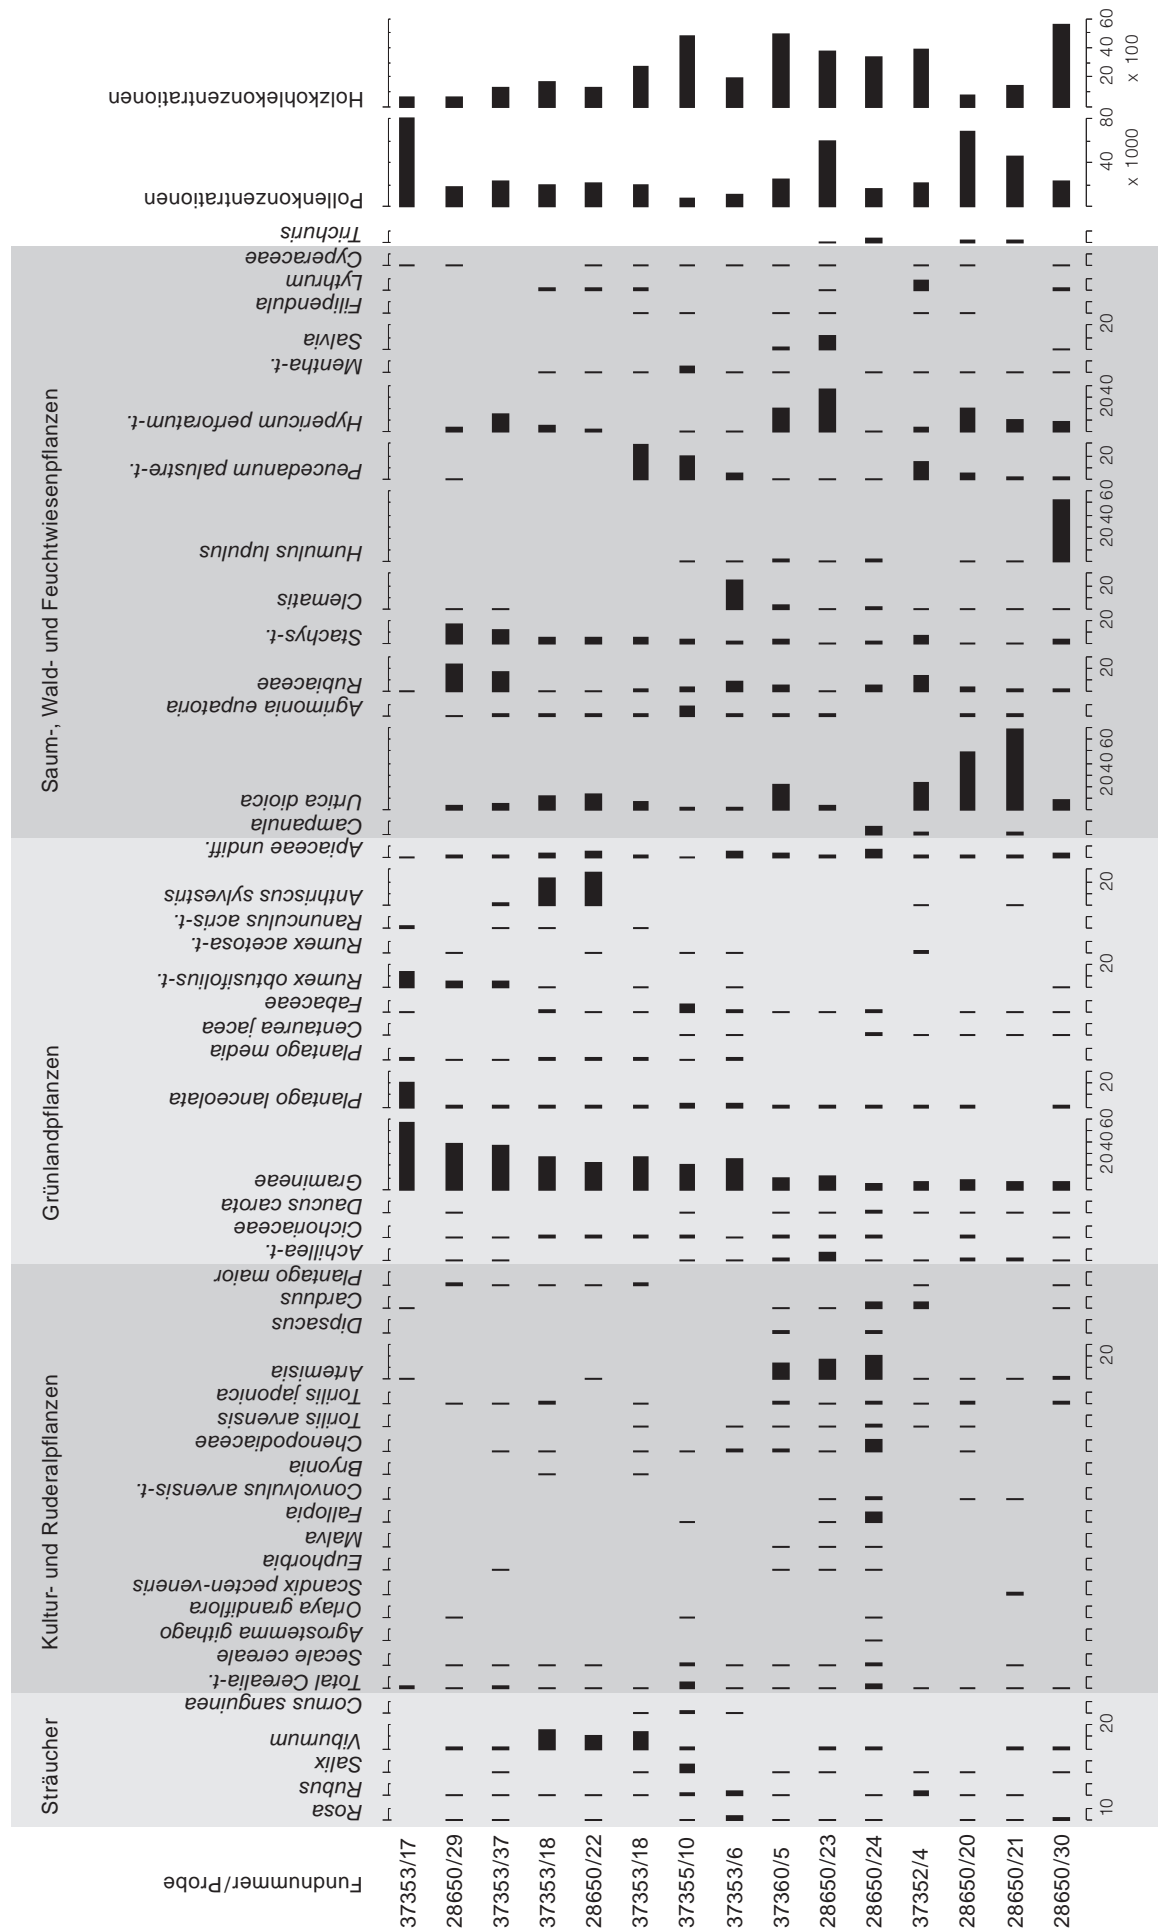 Sträucher
Kultur- und Ruderalpflanzen
Grünlandpflanzen
Saum-, Wald- und Feuchtwiesenpflanzen
Fundnummer/Probe
Rosa
Rubus
Salix
Viburnum
Cornus sanguinea
Total Cerealia-t.
Secale cereale
Agrostemma githago
Orlaya grandiflora
Scandix pecten-veneris
Euphorbia
Malva
Fallopia
Convolvulus arvensis-t.
Bryonia
Chenopodiaceae
Torilis arvensis
Torilis japonica
Artemisia
Dipsacus
Carduus
Plantago maior
Achillea-t.
Cichoriaceae
Daucus carota
Gramineae
Plantago lanceolata
Plantago media
Centaurea jacea
Fabaceae
Rumex obtusifolius-t.
Rumex acetosa-t.
Ranunculus acris-t.
Anthriscus sylvestris
Apiaceae undiff.
Campanula
Urtica dioica
Agrimonia eupatoria
Rubiaceae
Stachys-t.
Clematis
Humulus lupulus
Peucedanum palustre-t.
Hypericum perforatum-t.
Mentha-t.
Salvia
Filipendula
Lythrum
Cyperaceae
Trichuris
Pollenkonzentrationen
Holzkohlekonzentrationen
37353/17
28650/29
37353/37
37353/18
28650/22
37353/18
37355/10
37353/6
37360/5
28650/23
28650/24
37352/4
28650/20
28650/21
28650/30
10
20
20
20 40 60
20
20
20
20 40 60
20
20
20
20 40 60
20
20 40
20
40 80
x 1000
20 40 60
x 100